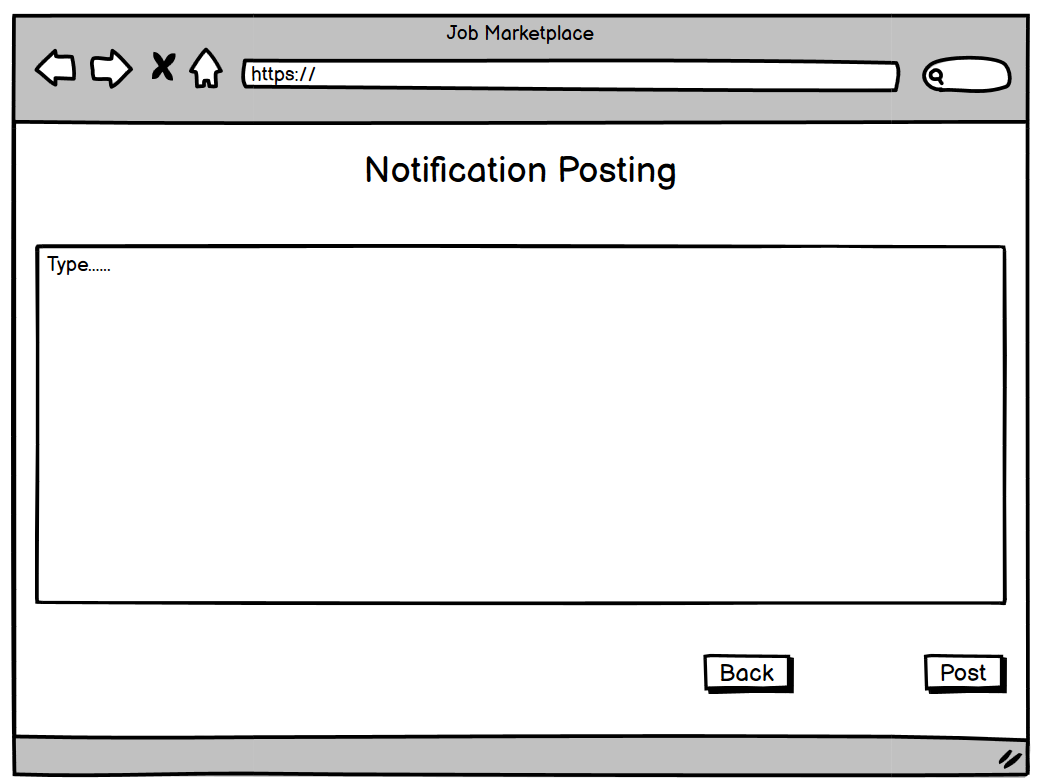 Job Marketplace
https://
Notification Posting
Type......
Back
Post